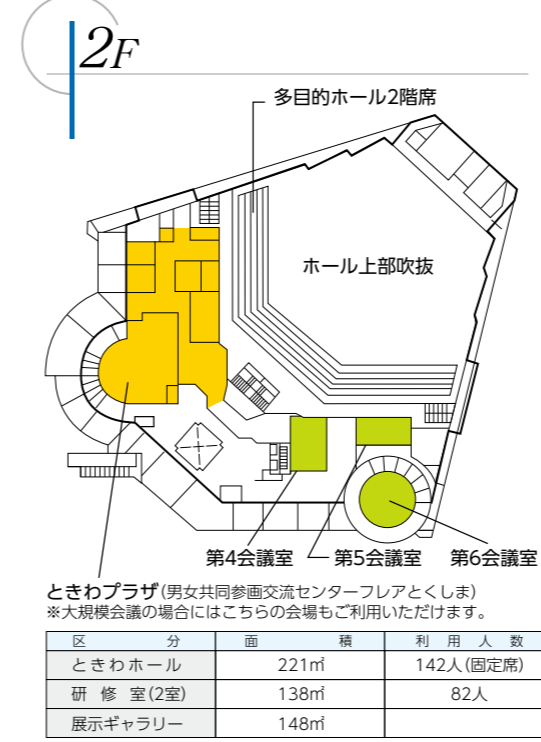 2F
多目的ホール2階席
ホール上部吹抜
第4会議室 第5会議室 第6会議室
ときわプラザ(男女共同参画交流センターフレアとくしま)
※大規模会議の場合にはこちらの会場もご利用いただけます。
区分 面積 利用人数
ときわホール 221㎡ 142人(固定席)
研修室(2室) 138㎡ 82人
展示ギャラリー 148㎡